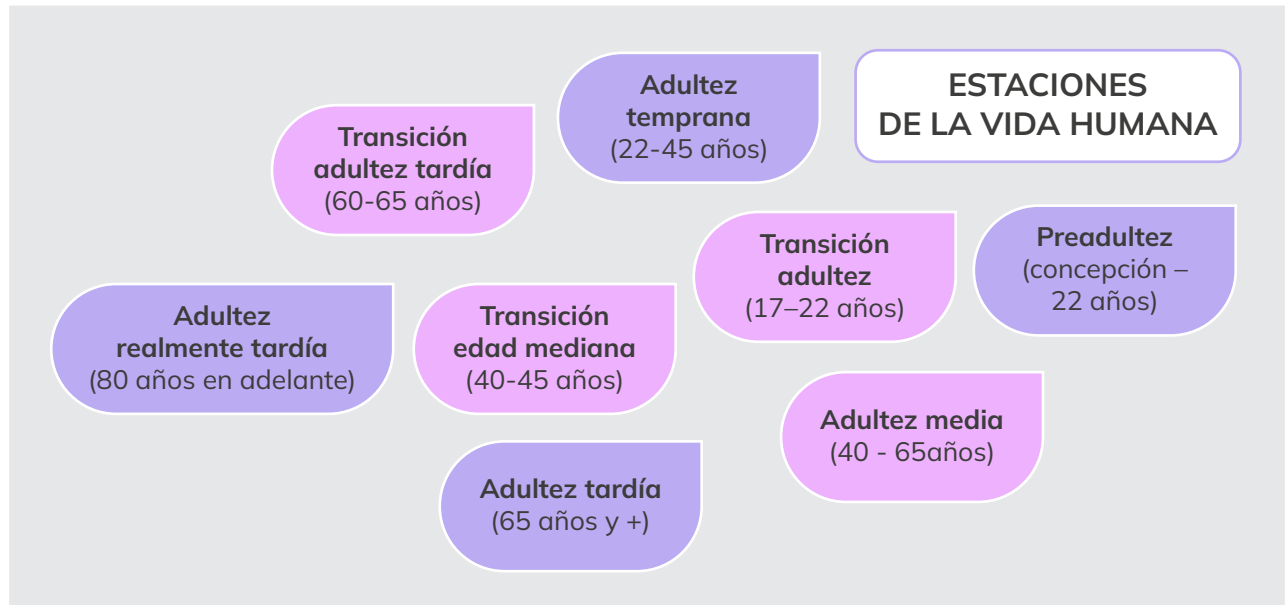 ESTACIONES
DE LA VIDA HUMANA
Adultez
temprana
(22-45 años)
Transición
adultez tardía
(60-65 años)
Transición
adultez
(17–22 años)
Preadultez
(concepción –
22 años)
Adultez
realmente tardía
(80 años en adelante)
Transición
edad mediana
(40-45 años)
Adultez media
(40 - 65años)
Adultez tardía
(65 años y +)